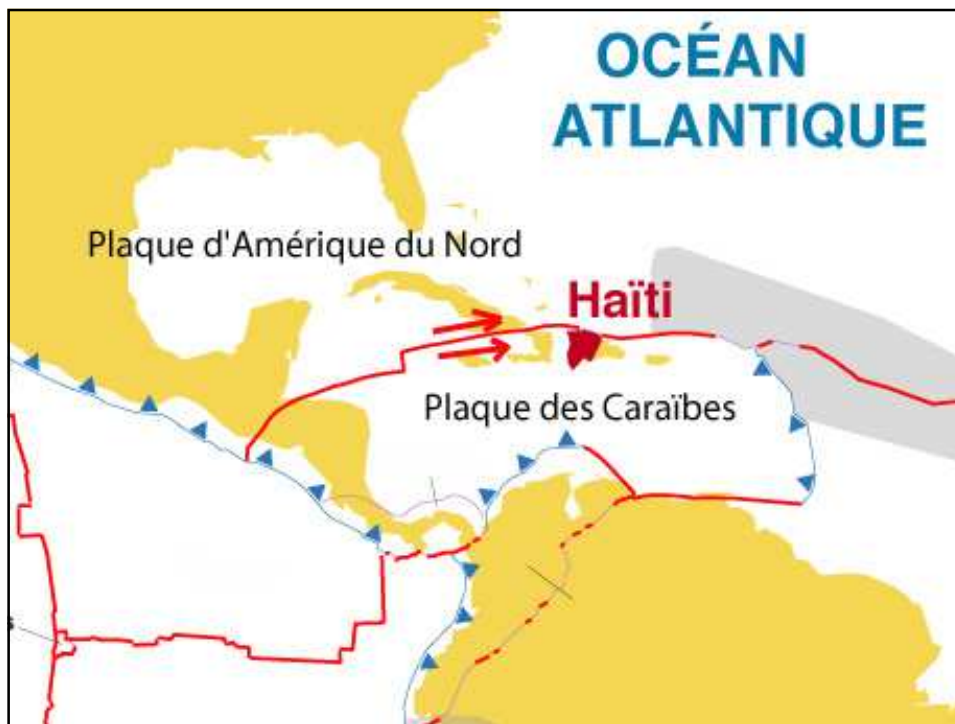 OCÉAN
ATLANTIQUE
Plaque d'Amérique du Nord
Haïti
Plaque des Caraïbes